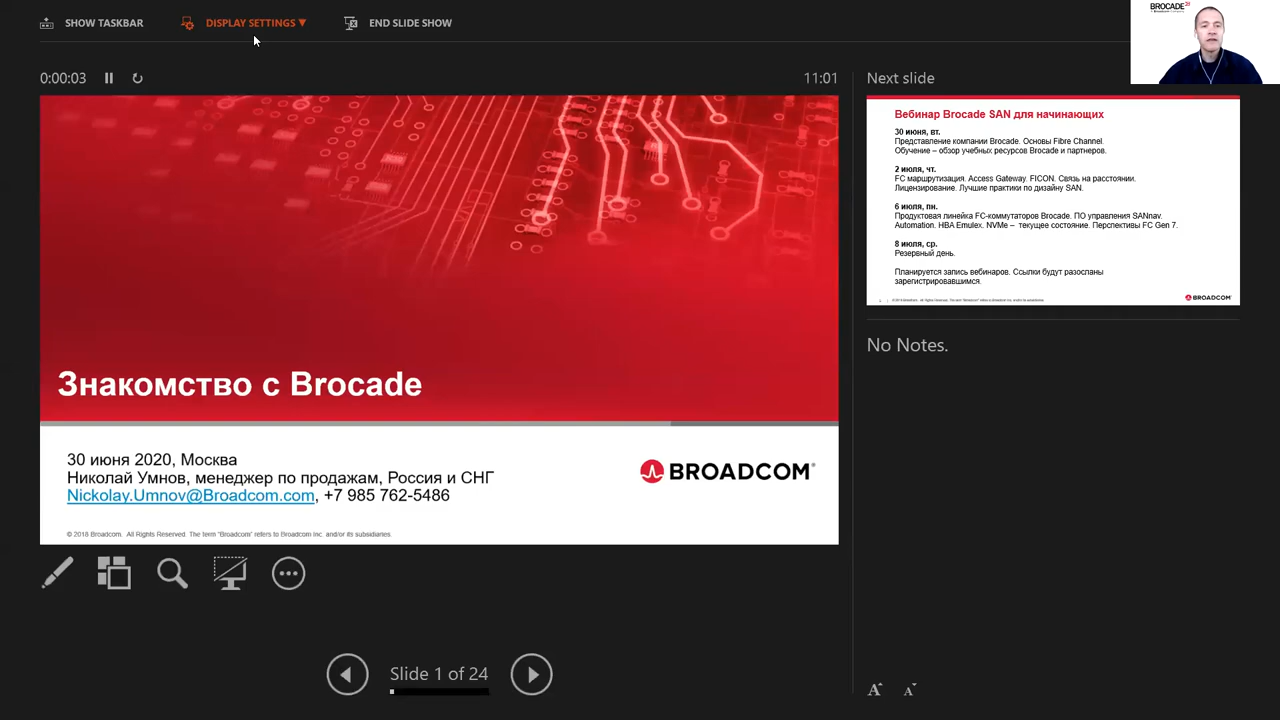 SHOW TASKBAR
DISPLAY SETTINGS ▼
END SLIDE SHOW
BROCADE
0:00:03
11:01
Next slide
Знакомство с Brocade
30 июня 2020, Москва
Николай Умнов, менеджер по продажам, Россия и СНГ
Nickolay.Umnov@Broadcom.com, +7 985 762-5486
BROADCOM®
© 2018 Broadcom. All Rights Reserved. The term "Broadcom" refers to Broadcom Inc. and/or its subsidiaries.
Вебинар Brocade SAN для начинающих
30 июня, вт.
Представление компании Brocade. Основы Fibre Channel.
Обучение – обзор учебных ресурсов Brocade и партнеров.
2 июля, чт.
FC маршрутизация. Access Gateway. FICON. Связь на расстоянии.
Лицензирование. Лучшие практики по дизайну SAN.
6 июля, пн.
Продуктовая линейка FC-коммутаторов Brocade. ПО управления SANnav.
Automation. HBA Emulex. NVMe – текущее состояние. Перспективы FC Gen 7.
8 июля, ср.
Резервный день.
Планируется запись вебинаров. Ссылки будут разосланы
зарегистрировавшимся.
BROADCOM
No Notes.
Slide 1 of 24
A A